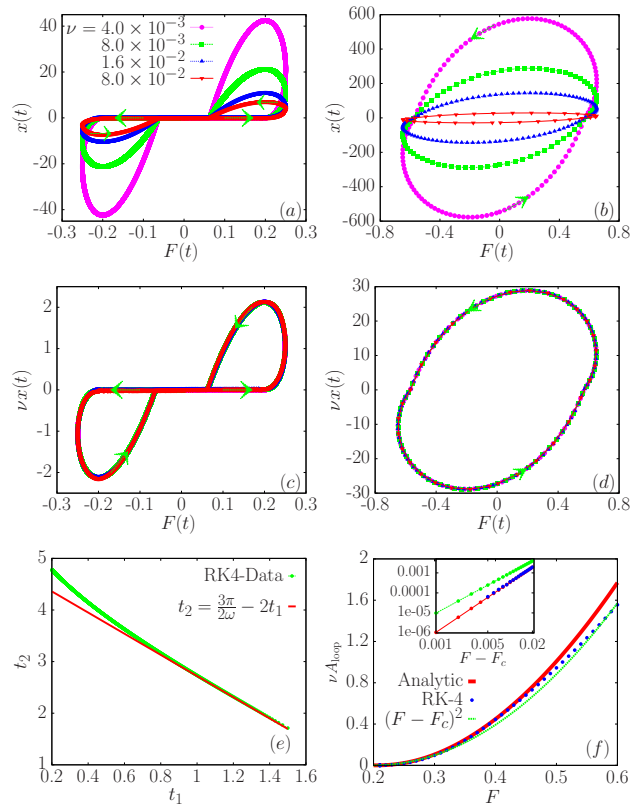 ν = 4.0 × 10⁻³
8.0 × 10⁻³
1.6 × 10⁻²
8.0 × 10⁻²
x(t)
40
20
0
-20
-40
-0.3 -0.2 -0.1 0 0.1 0.2 0.3
F(t)
(a)
x(t)
600
400
200
0
-200
-400
-600
-0.8 -0.4 0 0.4 0.8
F(t)
(b)
νx(t)
2
1
0
-1
-2
-0.3 -0.2 -0.1 0 0.1 0.2 0.3
F(t)
(c)
νx(t)
30
20
10
0
-10
-20
-30
-0.8 -0.4 0 0.4 0.8
F(t)
(d)
t₂
5
4
3
2
1
RK4-Data
t₂ = 3π/2ω − 2t₁
0.2 0.4 0.6 0.8 1 1.2 1.4 1.6
t₁
(e)
νA_loop
2
1.6
1.2
0.8
0.4
0
0.001
0.0001
1e-05
1e-06
0.001 0.005 0.02
F − F_c
Analytic
RK-4
(F − F_c)²
0.2 0.3 0.4 0.5 0.6
F
(f)